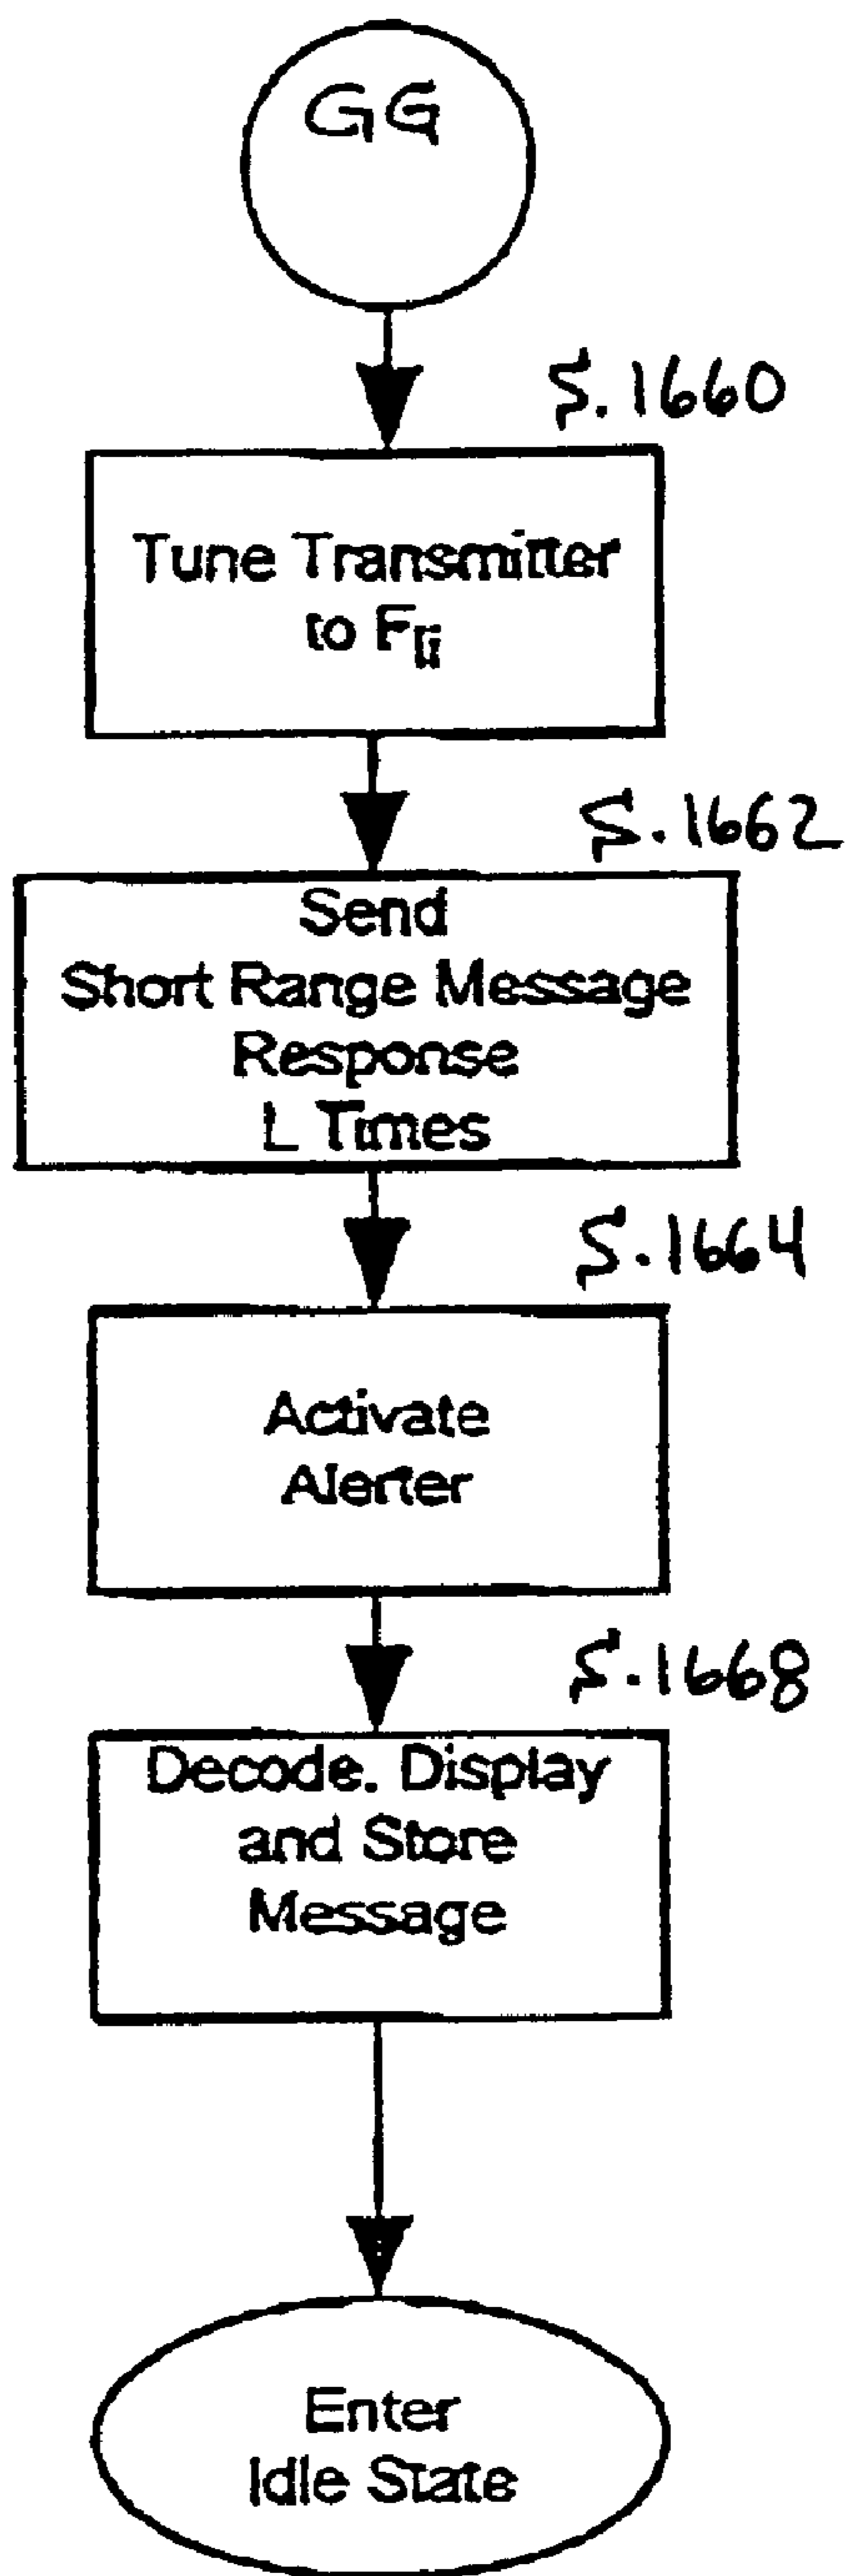 GG
S.1660
Tune Transmitter
to Fli
S.1662
Send
Short Range Message
Response
L Times
S.1664
Activate
Alerter
S.1668
Decode. Display
and Store
Message
Enter
Idle State